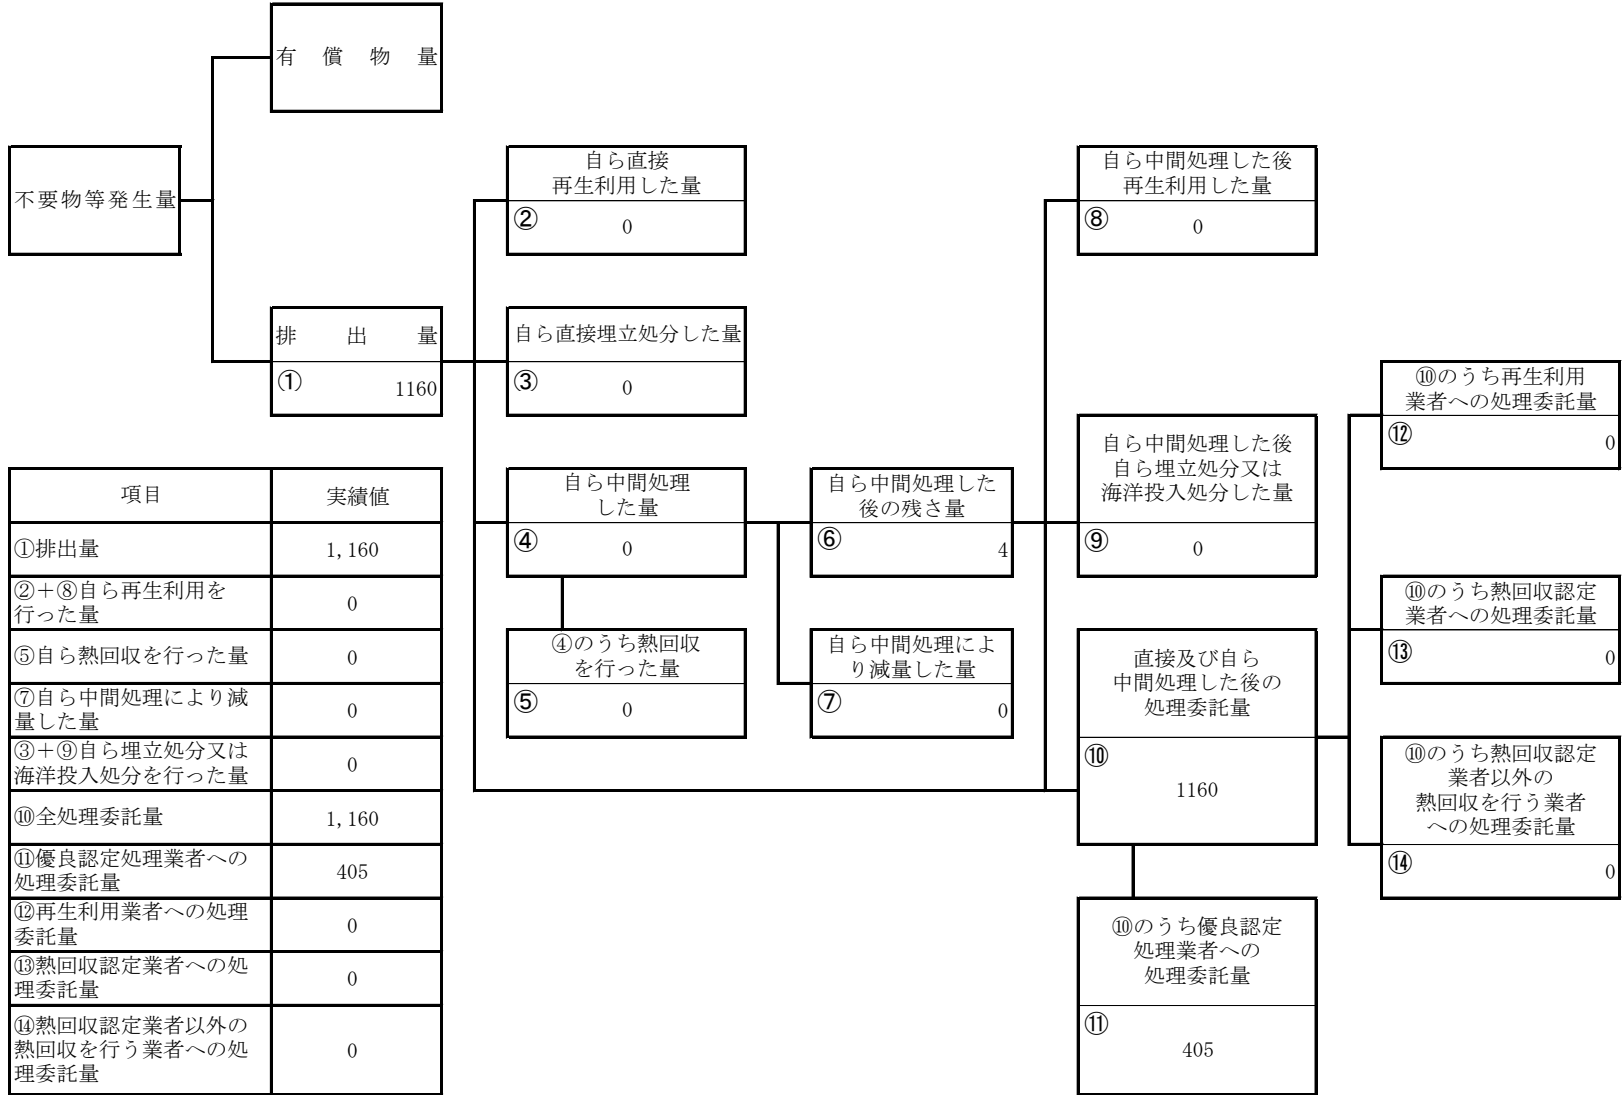 有償物量
不要物等発生量
排出量
①
1160
自ら直接
再生利用した量
②
0
自ら直接埋立処分した量
③
0
自ら中間処理
した量
④
0
④のうち熱回収
を行った量
⑤
0
自ら中間処理した
後の残さ量
⑥
4
自ら中間処理によ
り減量した量
⑦
0
自ら中間処理した後
再生利用した量
⑧
0
自ら中間処理した後
自ら埋立処分又は
海洋投入処分した量
⑨
0
直接及び自ら
中間処理した後の
処理委託量
⑩
1160
⑩のうち優良認定
処理業者への
処理委託量
⑪
405
⑩のうち再生利用
業者への処理委託量
⑫
0
⑩のうち熱回収認定
業者への処理委託量
⑬
0
⑩のうち熱回収認定
業者以外の
熱回収を行う業者
への処理委託量
⑭
0
項目 実績値
①排出量 1,160
②+⑧自ら再生利用を
行った量 0
⑤自ら熱回収を行った量 0
⑦自ら中間処理により減
量した量 0
③+⑨自ら埋立処分又は
海洋投入処分を行った量 0
⑩全処理委託量 1,160
⑪優良認定処理業者への
処理委託量 405
⑫再生利用業者への処理
委託量 0
⑬熱回収認定業者への処
理委託量 0
⑭熱回収認定業者以外の
熱回収を行う業者への処
理委託量 0